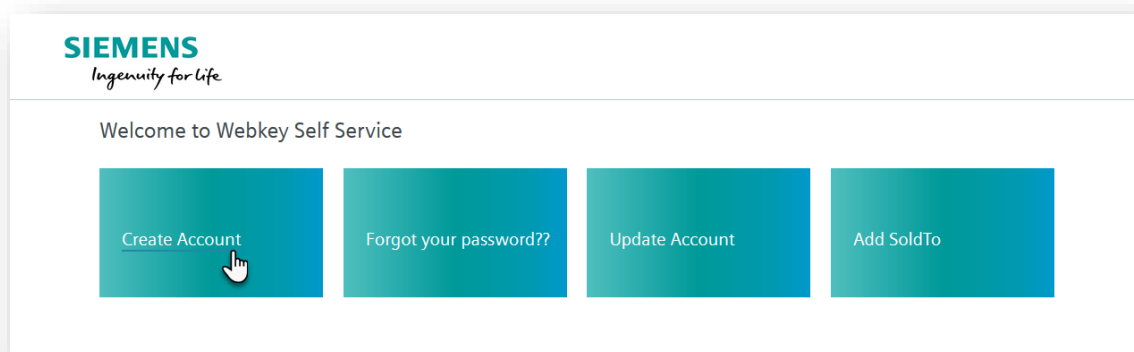 SIEMENS
Ingenuity for life
Welcome to Webkey Self Service
Create Account
Forgot your password??
Update Account
Add SoldTo